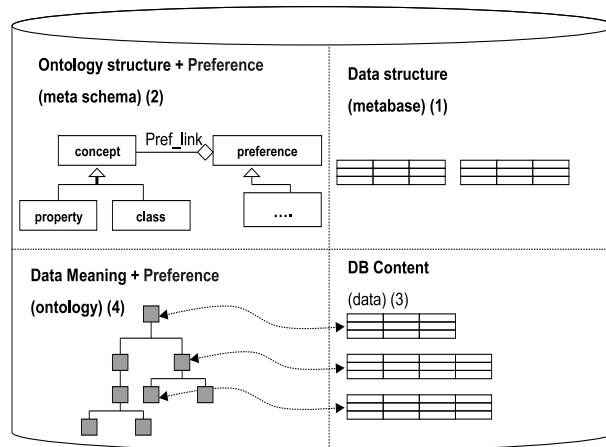 Ontology structure + Preference
(meta schema) (2)
Data structure
(metabase) (1)
Pref_link
concept
preference
property
class
....
Data Meaning + Preference
(ontology) (4)
DB Content
(data) (3)